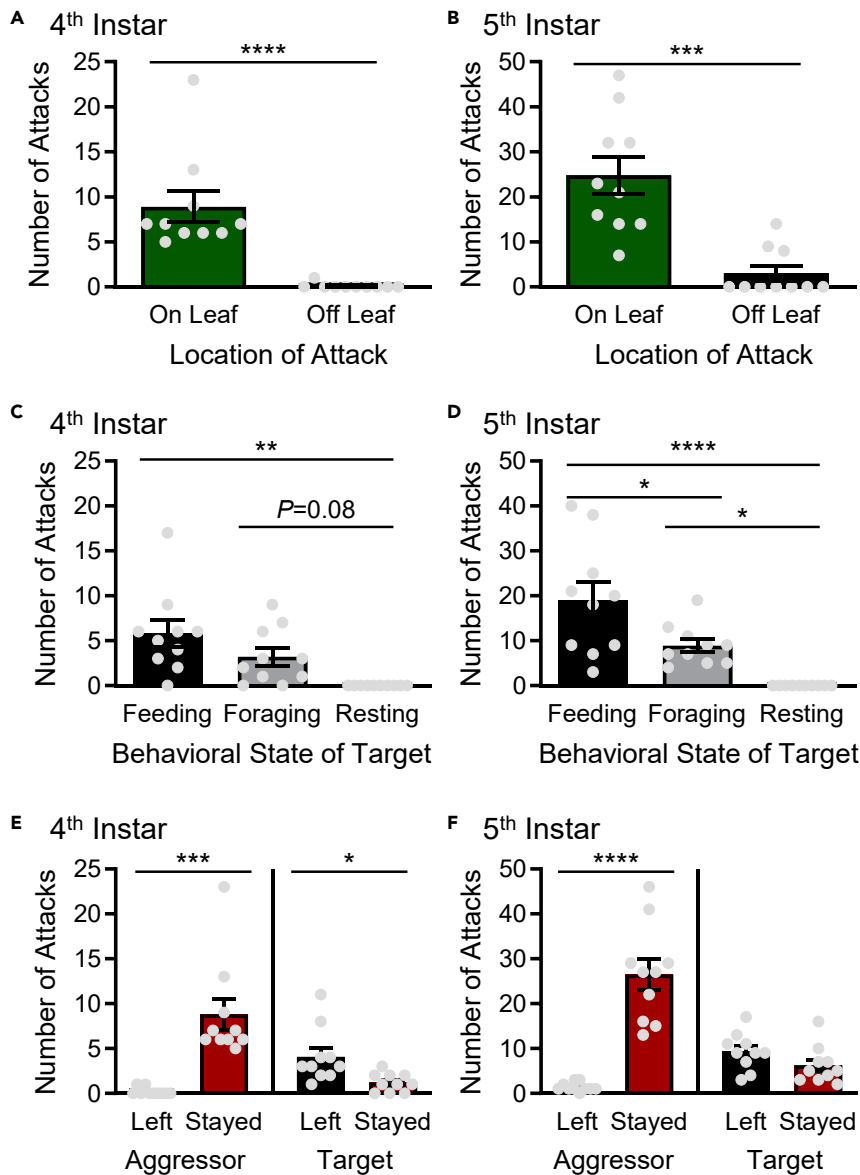 A 4th Instar
Number of Attacks
25
20
15
10
5
0
****
On Leaf Off Leaf
Location of Attack
B 5th Instar
Number of Attacks
50
40
30
20
10
0
***
On Leaf Off Leaf
Location of Attack
C 4th Instar
Number of Attacks
25
20
15
10
5
0
**
P=0.08
Feeding Foraging Resting
Behavioral State of Target
D 5th Instar
Number of Attacks
50
40
30
20
10
0
****
*
*
Feeding Foraging Resting
Behavioral State of Target
E 4th Instar
Number of Attacks
25
20
15
10
5
0
***
*
Left Stayed Left Stayed
Aggressor Target
F 5th Instar
Number of Attacks
50
40
30
20
10
0
****
Left Stayed Left Stayed
Aggressor Target